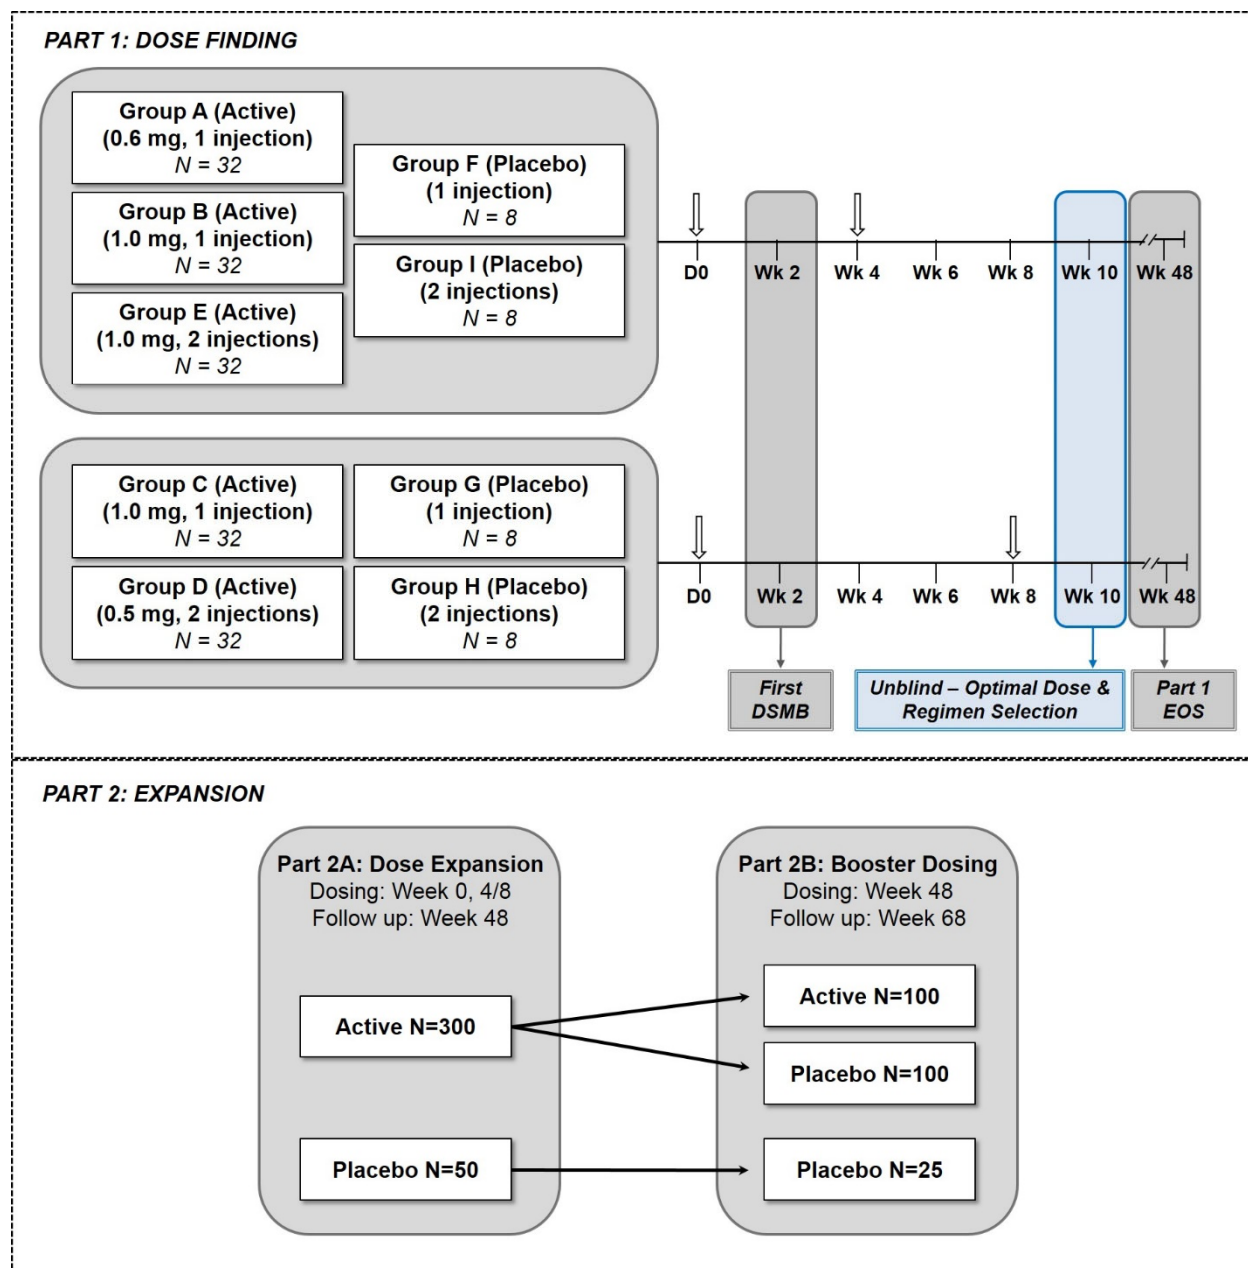 PART 1: DOSE FINDING
Group A (Active)
(0.6 mg, 1 injection)
N = 32
Group B (Active)
(1.0 mg, 1 injection)
N = 32
Group E (Active)
(1.0 mg, 2 injections)
N = 32
Group F (Placebo)
(1 injection)
N = 8
Group I (Placebo)
(2 injections)
N = 8
D0 Wk 2 Wk 4 Wk 6 Wk 8 Wk 10 Wk 48
Group C (Active)
(1.0 mg, 1 injection)
N = 32
Group D (Active)
(0.5 mg, 2 injections)
N = 32
Group G (Placebo)
(1 injection)
N = 8
Group H (Placebo)
(2 injections)
N = 8
D0 Wk 2 Wk 4 Wk 6 Wk 8 Wk 10 Wk 48
First
DSMB
Unblind – Optimal Dose &
Regimen Selection
Part 1
EOS
PART 2: EXPANSION
Part 2A: Dose Expansion
Dosing: Week 0, 4/8
Follow up: Week 48
Active N=300
Placebo N=50
Part 2B: Booster Dosing
Dosing: Week 48
Follow up: Week 68
Active N=100
Placebo N=100
Placebo N=25